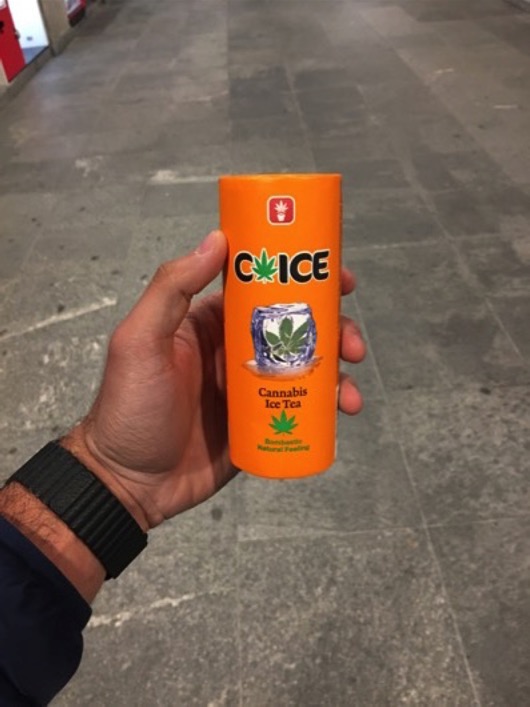 C ICE
Cannabis
Ice Tea
Bombastic
Natural Feeling